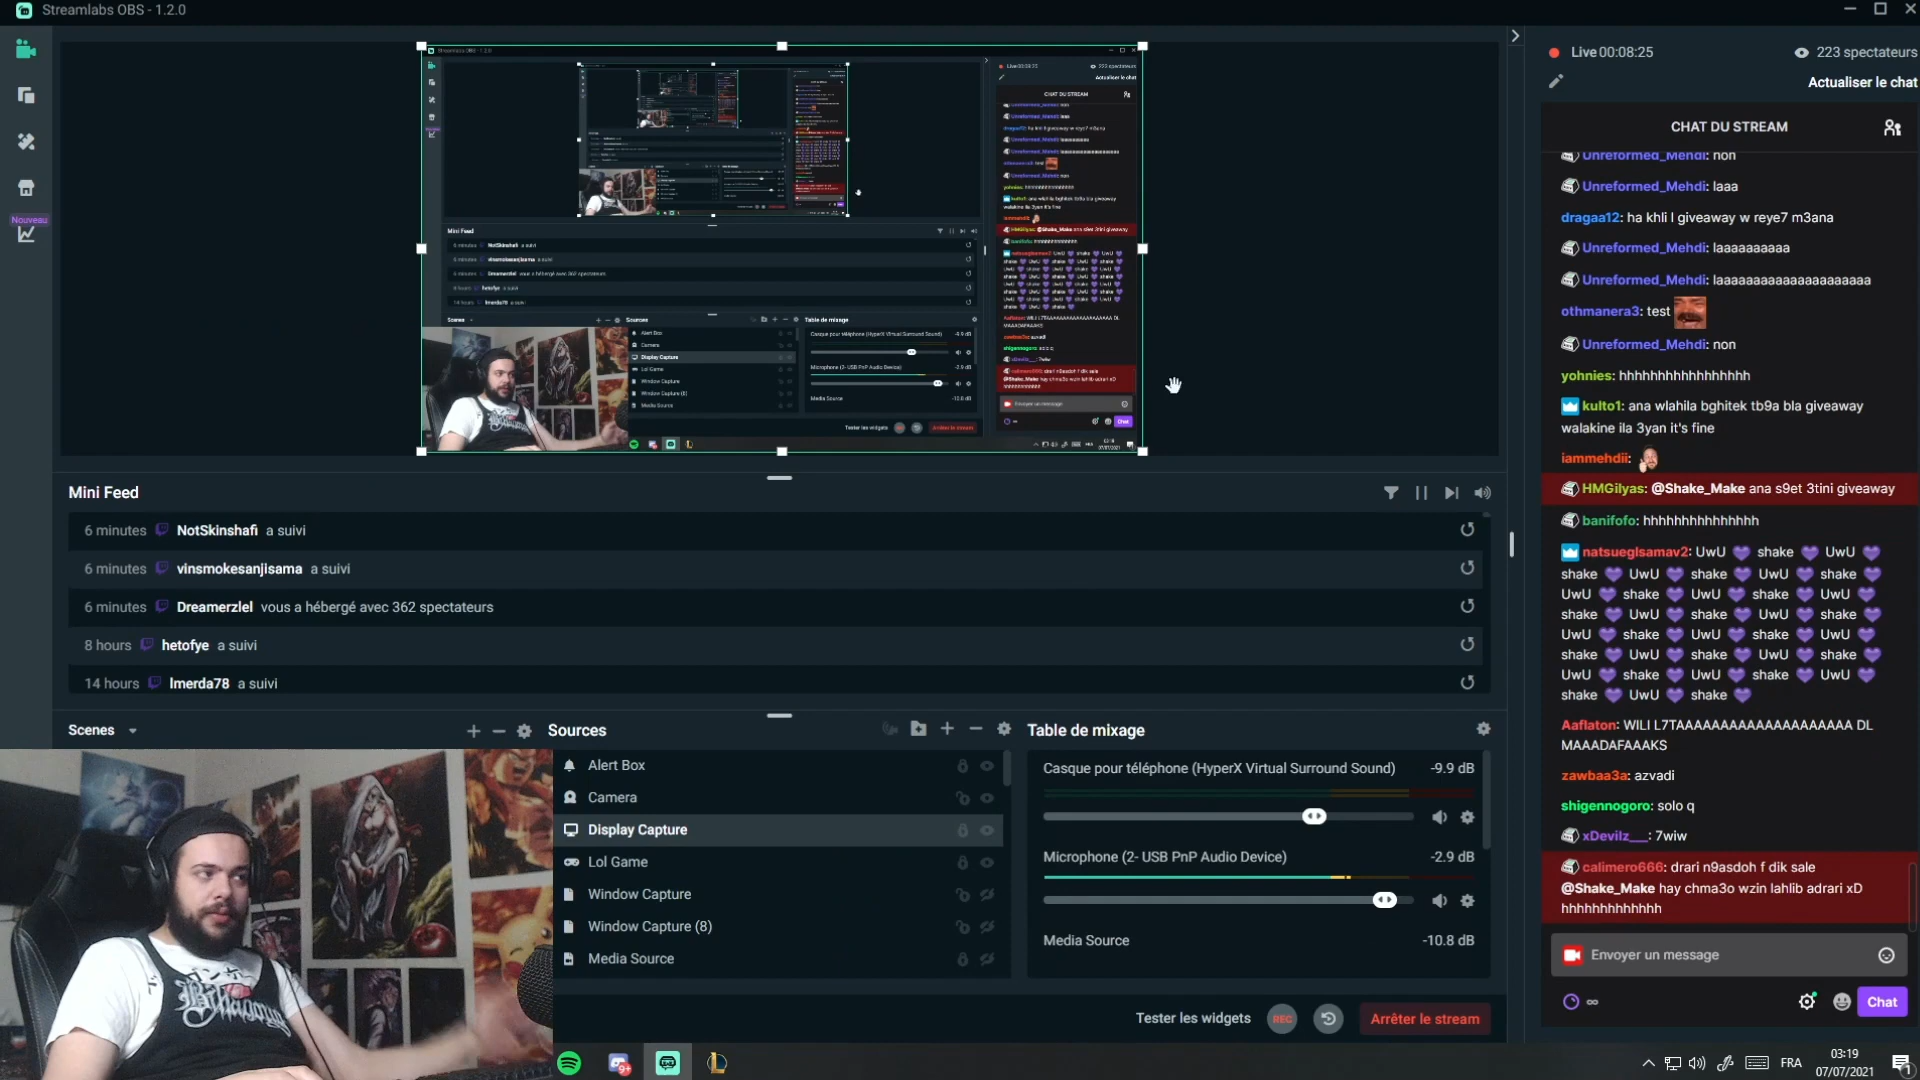 Streamlabs OBS - 1.2.0
Live 00:08:25
223 spectateurs
Actualiser le chat
CHAT DU STREAM
Unreformed_Mehdi: non
Unreformed_Mehdi: laaa
dragaa12: ha khli l giveaway w reye7 m3ana
Unreformed_Mehdi: laaaaaaaaaa
Unreformed_Mehdi: laaaaaaaaaaaaaaaaaaaaa
othmanera3: test
Unreformed_Mehdi: non
yohnies: hhhhhhhhhhhhhhhhh
kulto1: ana wlahila bghitek tb9a bla giveaway
walakine ila 3yan it's fine
iammehdii:
HMGilyas: @Shake_Make ana s9et 3tini giveaway
banifofo: hhhhhhhhhhhhhhh
natsueglsamav2: UwU 💜 shake 💜 UwU 💜
shake 💜 UwU 💜 shake 💜 UwU 💜 shake 💜
UwU 💜 shake 💜 UwU 💜 shake 💜 UwU 💜
shake 💜 UwU 💜 shake 💜 UwU 💜 shake 💜
UwU 💜 shake 💜 UwU 💜 shake 💜 UwU 💜
shake 💜 UwU 💜 shake 💜 UwU 💜 shake 💜
UwU 💜 shake 💜 UwU 💜 shake 💜 UwU 💜
shake 💜 UwU 💜 shake 💜
Aaflaton: WILI L7TAAAAAAAAAAAAAAAAAAAA DL
MAAADAFAAAKS
zawbaa3a: azvadi
shigennogoro: solo q
xDevilz___: 7wiw
calimero666: drari n9asdoh f dik sale
@Shake_Make hay chma3o wzin lahlib adrari xD
hhhhhhhhhhhhh
Envoyer un message
Chat
Nouveau
Mini Feed
6 minutes NotSkinshafi a suivi
6 minutes vinsmokesanjisama a suivi
6 minutes Dreamerzlel vous a hébergé avec 362 spectateurs
8 hours hetofye a suivi
14 hours lmerda78 a suivi
Scenes
Sources
Alert Box
Camera
Display Capture
Lol Game
Window Capture
Window Capture (8)
Media Source
Table de mixage
Casque pour téléphone (HyperX Virtual Surround Sound) -9.9 dB
Microphone (2- USB PnP Audio Device) -2.9 dB
Media Source -10.8 dB
Tester les widgets
REC
Arrêter le stream
FRA
03:19
07/07/2021